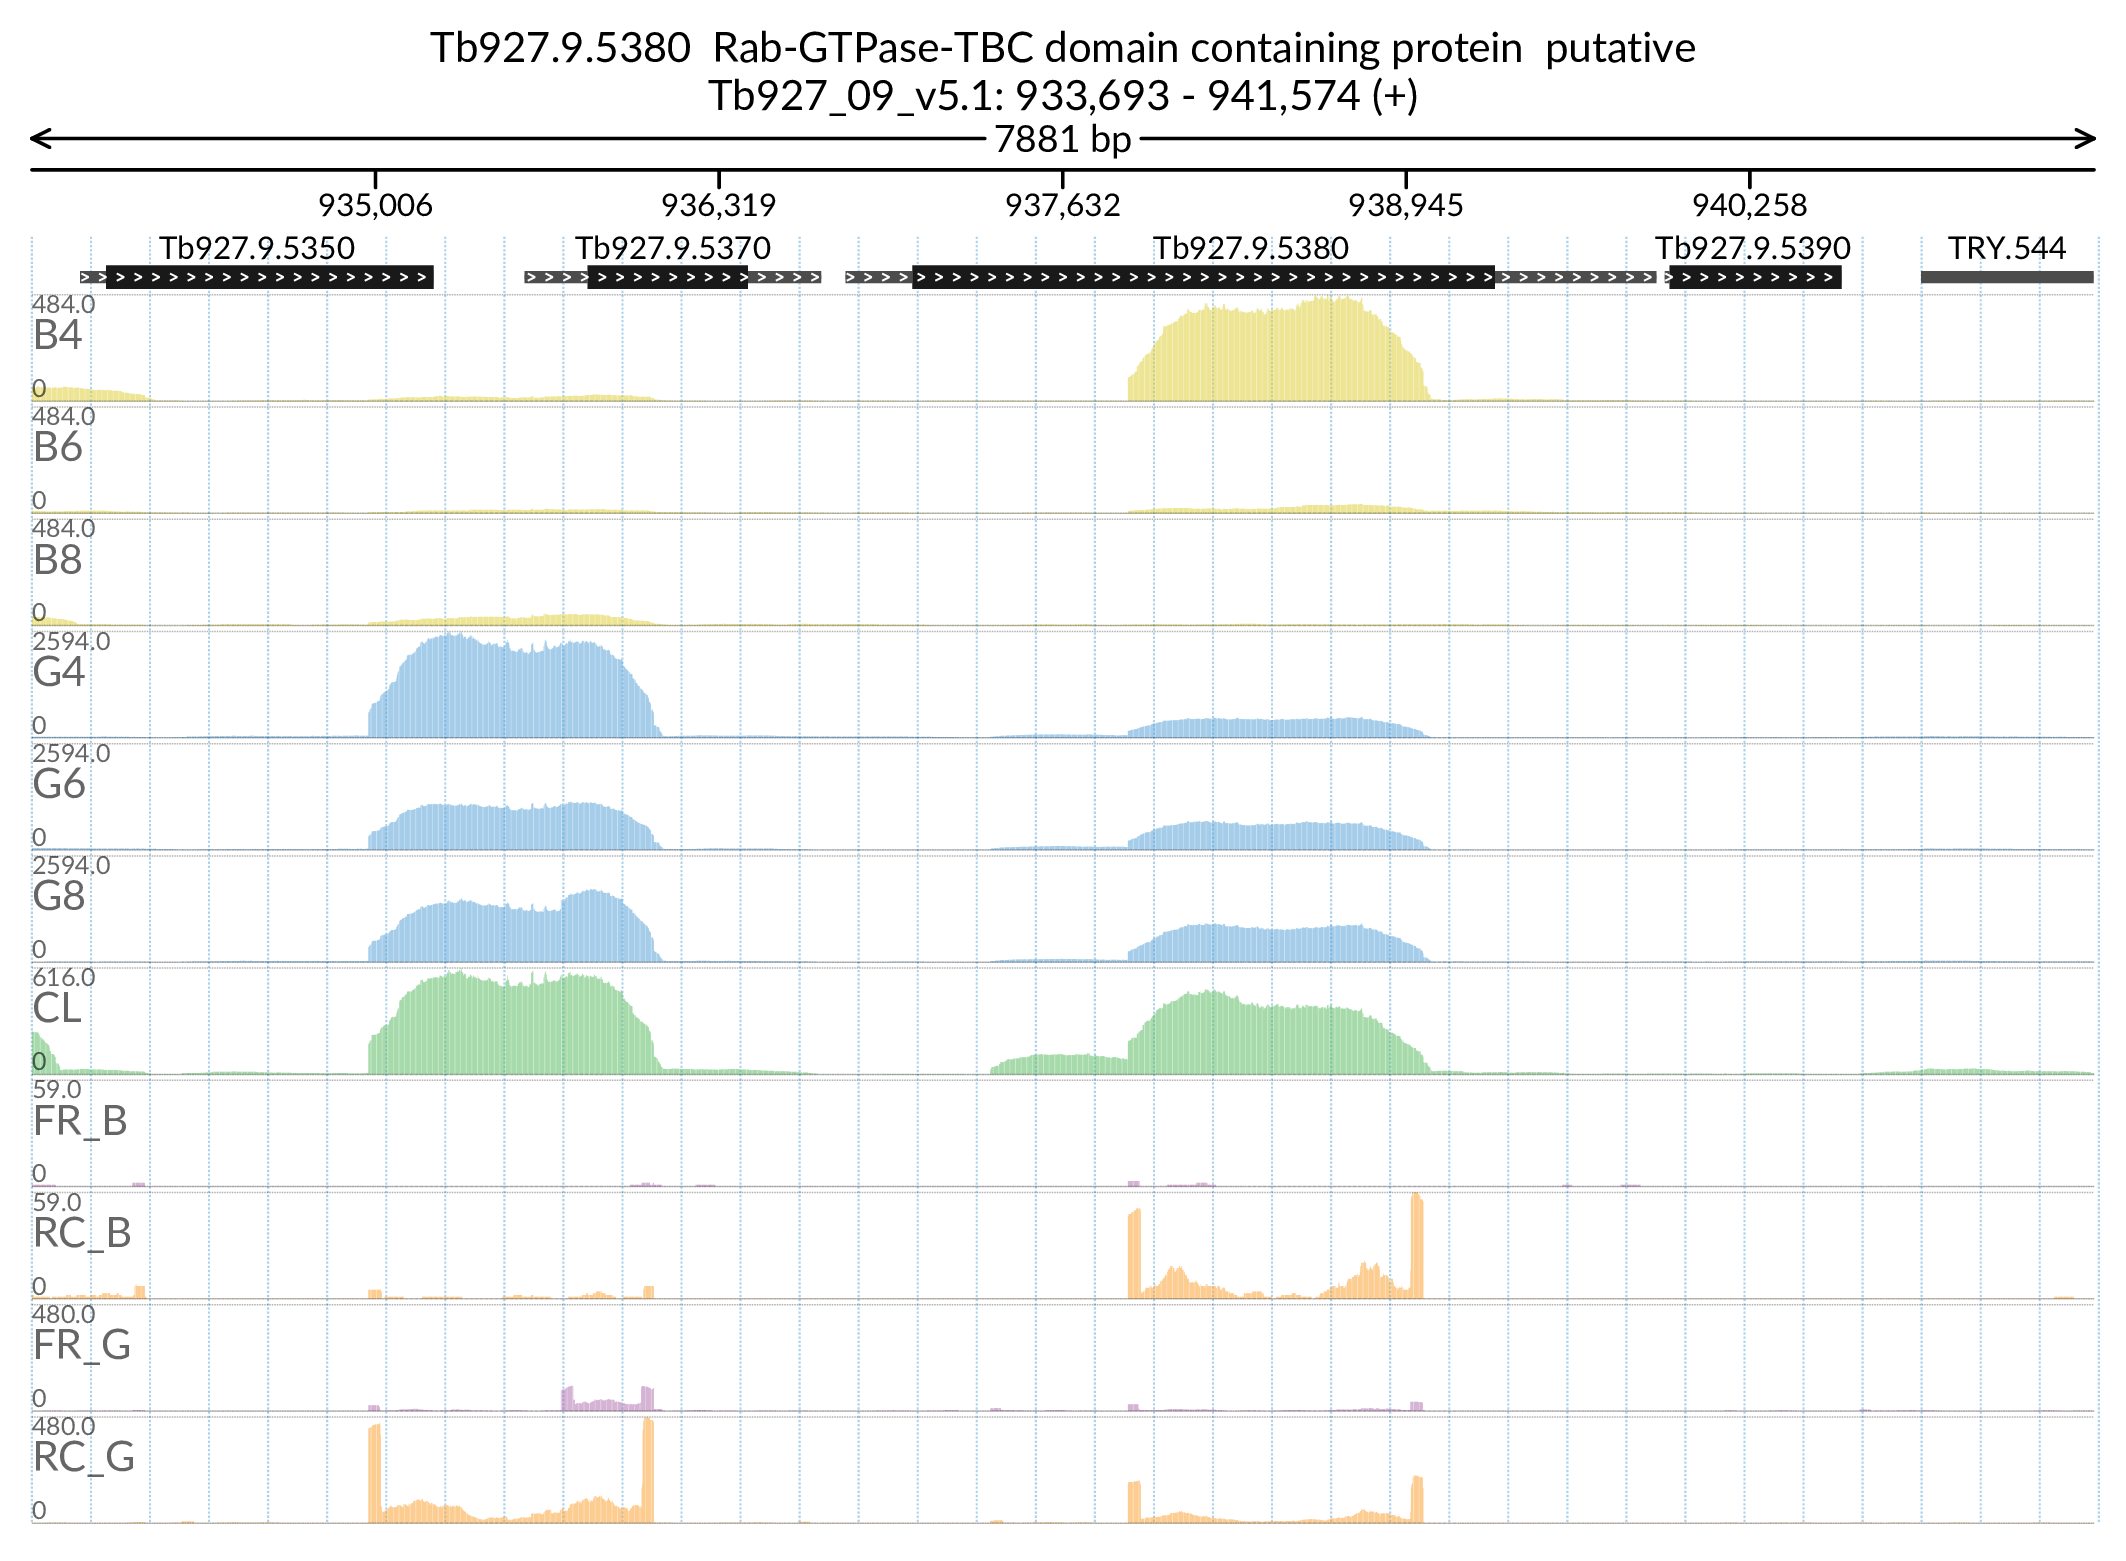 Tb927.9.5380  Rab-GTPase-TBC domain containing protein  putative
Tb927_09_v5.1: 933,693 - 941,574 (+)
7881 bp
935,006 936,319 937,632 938,945 940,258
Tb927.9.5350 Tb927.9.5370 Tb927.9.5380 Tb927.9.5390 TRY.544
484.0
B4
0
484.0
B6
0
484.0
B8
0
2594.0
G4
0
2594.0
G6
0
2594.0
G8
0
616.0
CL
0
59.0
FR_B
0
59.0
RC_B
0
480.0
FR_G
0
480.0
RC_G
0